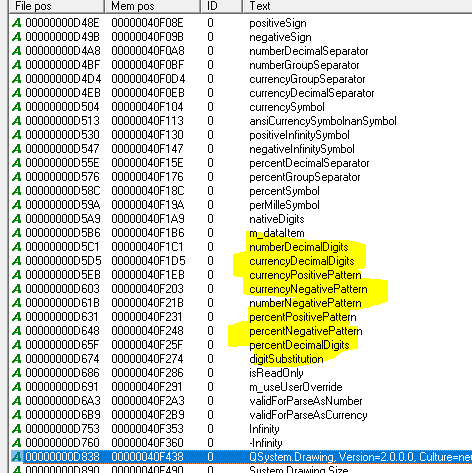 File pos Mem pos ID Text
A 00000000D48E 00000040F08E 0 positiveSign
A 00000000D49B 00000040F09B 0 negativeSign
A 00000000D4A8 00000040F0A8 0 numberDecimalSeparator
A 00000000D4BF 00000040F0BF 0 numberGroupSeparator
A 00000000D4D4 00000040F0D4 0 currencyGroupSeparator
A 00000000D4EB 00000040F0EB 0 currencyDecimalSeparator
A 00000000D504 00000040F104 0 currencySymbol
A 00000000D513 00000040F113 0 ansiCurrencySymbolnanSymbol
A 00000000D530 00000040F130 0 positiveInfinitySymbol
A 00000000D547 00000040F147 0 negativeInfinitySymbol
A 00000000D55E 00000040F15E 0 percentDecimalSeparator
A 00000000D576 00000040F176 0 percentGroupSeparator
A 00000000D58C 00000040F18C 0 percentSymbol
A 00000000D59A 00000040F19A 0 perMilleSymbol
A 00000000D5A9 00000040F1A9 0 nativeDigits
A 00000000D5B6 00000040F1B6 0 m_dataItem
A 00000000D5C1 00000040F1C1 0 numberDecimalDigits
A 00000000D5D5 00000040F1D5 0 currencyDecimalDigits
A 00000000D5EB 00000040F1EB 0 currencyPositivePattern
A 00000000D603 00000040F203 0 currencyNegativePattern
A 00000000D61B 00000040F21B 0 numberNegativePattern
A 00000000D631 00000040F231 0 percentPositivePattern
A 00000000D648 00000040F248 0 percentNegativePattern
A 00000000D65F 00000040F25F 0 percentDecimalDigits
A 00000000D674 00000040F274 0 digitSubstitution
A 00000000D686 00000040F286 0 isReadOnly
A 00000000D691 00000040F291 0 m_useUserOverride
A 00000000D6A3 00000040F2A3 0 validForParseAsNumber
A 00000000D6B9 00000040F2B9 0 validForParseAsCurrency
A 00000000D753 00000040F353 0 Infinity
A 00000000D760 00000040F360 0 -Infinity
A 00000000D838 00000040F438 0 QSystem.Drawing, Version=2.0.0.0, Culture=neu
A 00000000D890 00000040F490 0 System.Drawing.Size